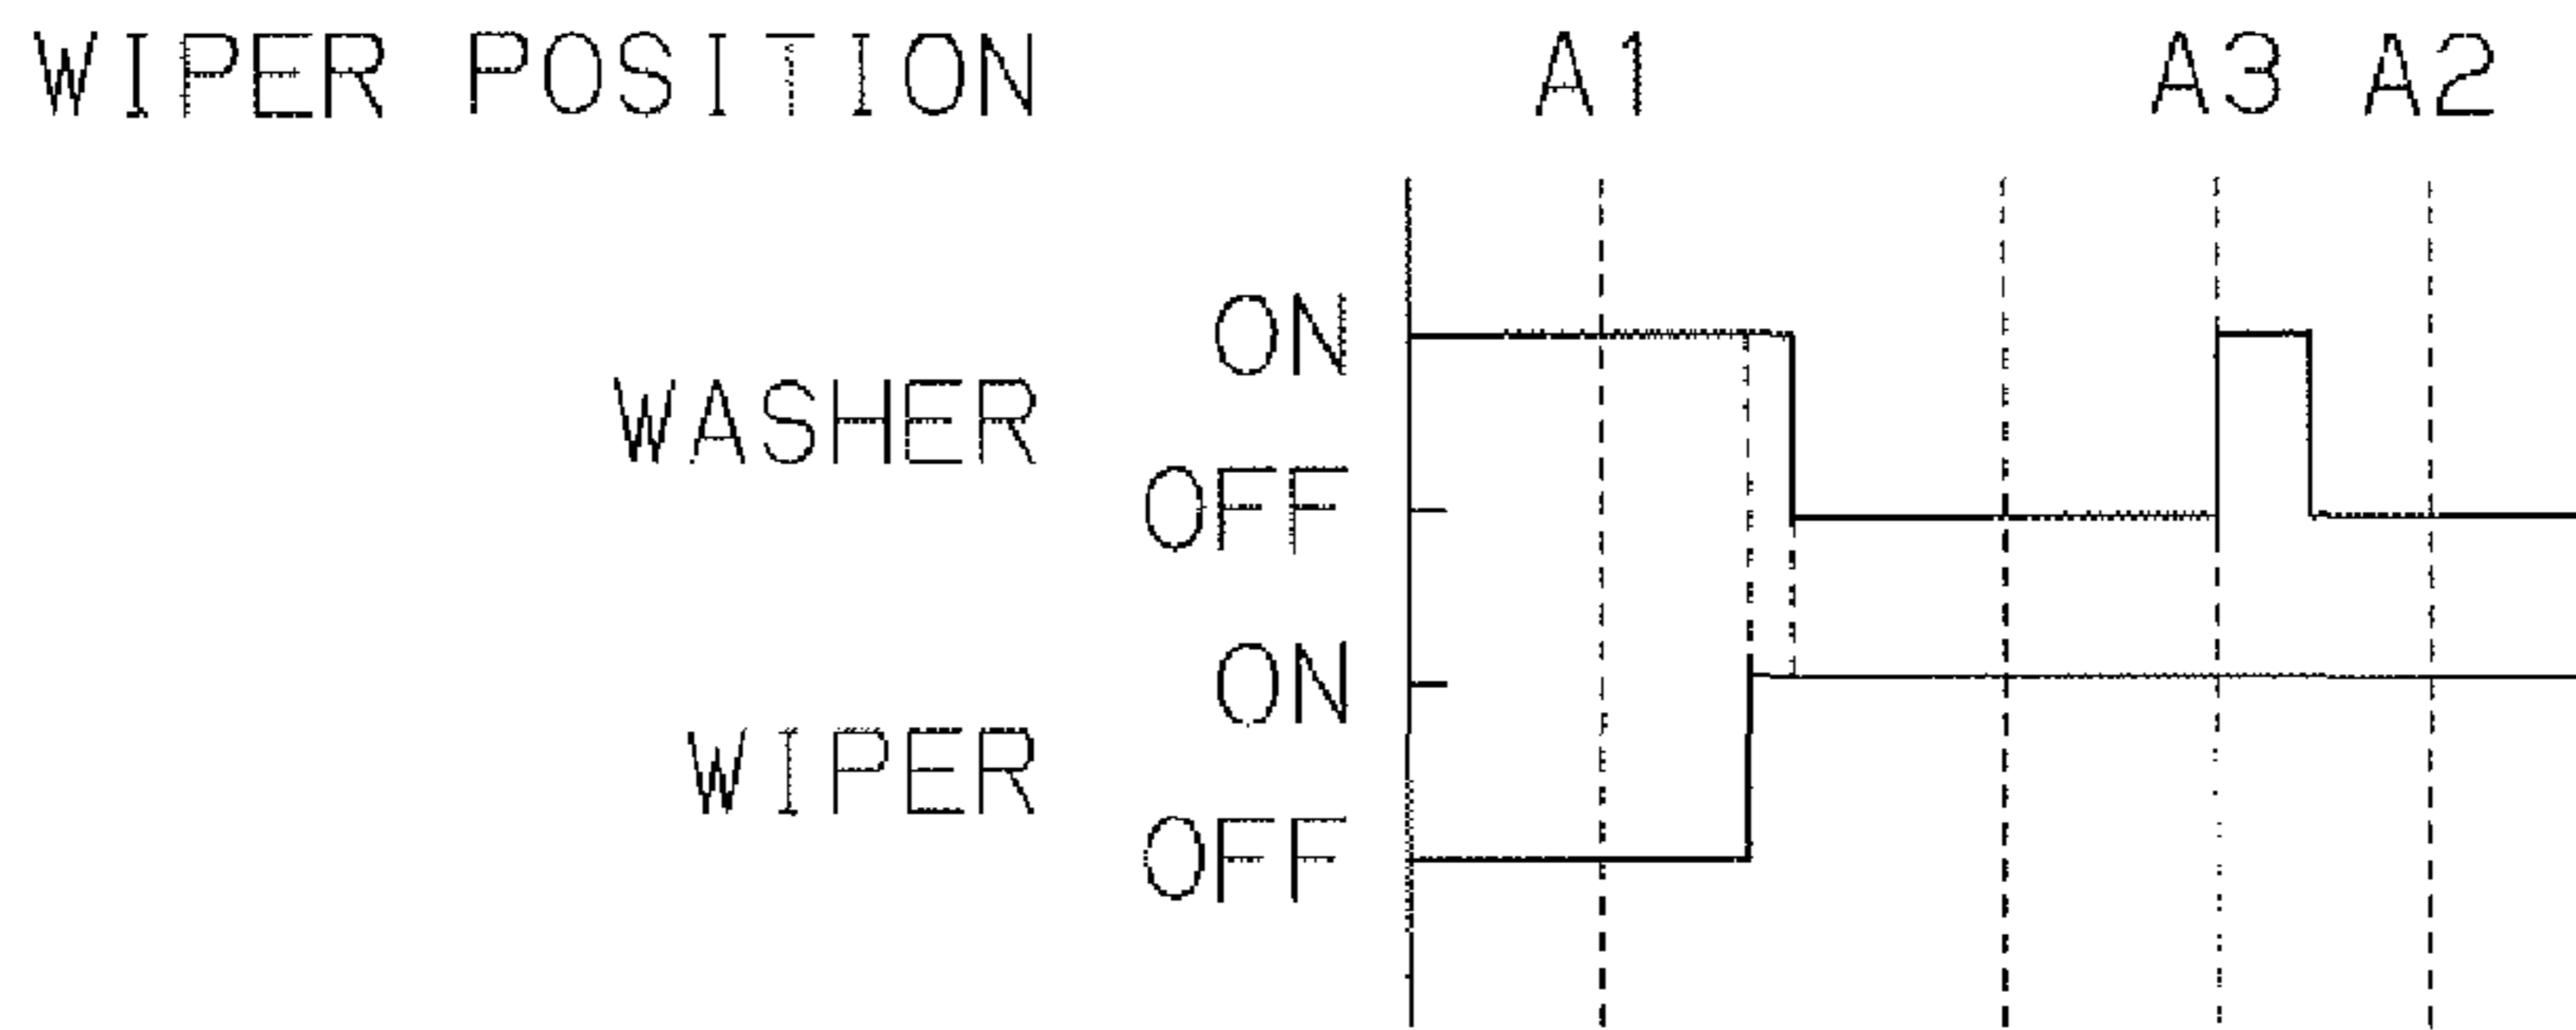 WIPER POSITION A1 A3 A2
ON
WASHER
OFF
ON
WIPER
OFF